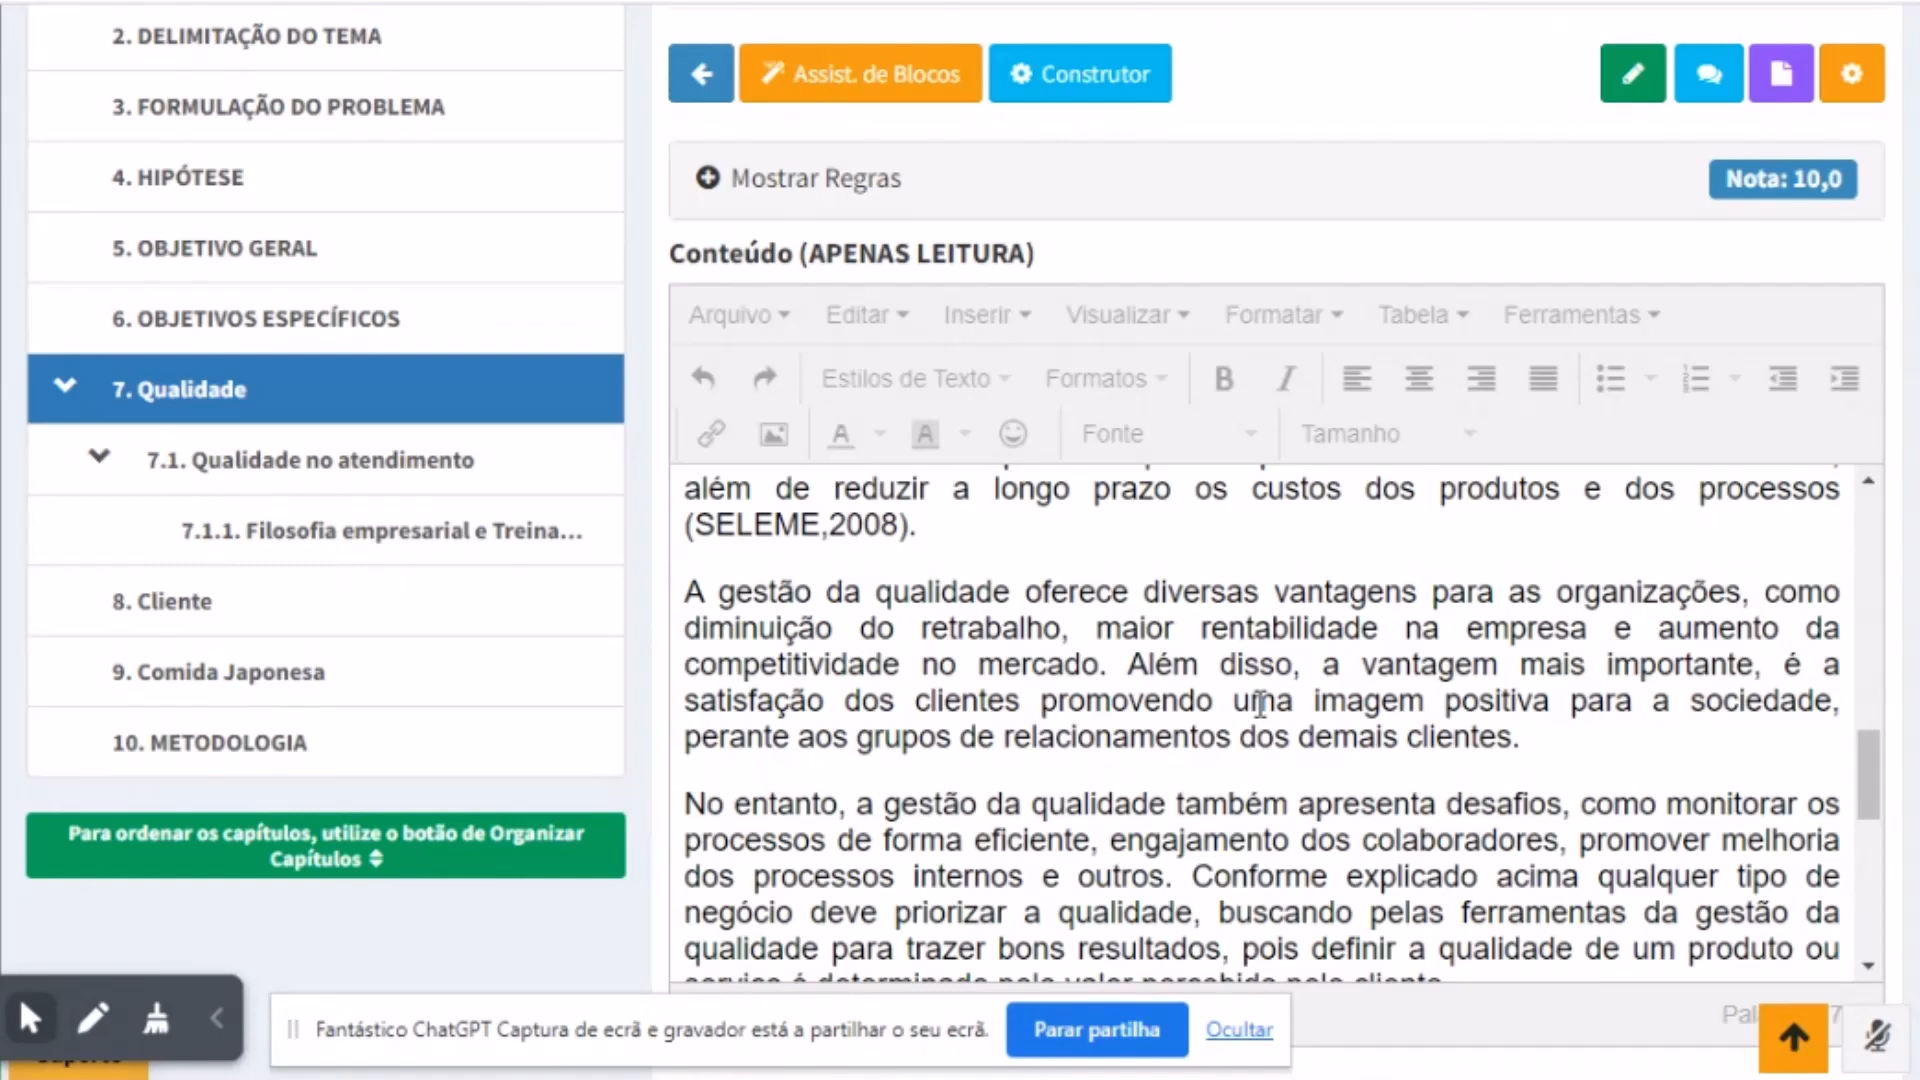 2. DELIMITAÇÃO DO TEMA
3. FORMULAÇÃO DO PROBLEMA
4. HIPÓTESE
5. OBJETIVO GERAL
6. OBJETIVOS ESPECÍFICOS
7. Qualidade
7.1. Qualidade no atendimento
7.1.1. Filosofia empresarial e Treina...
8. Cliente
9. Comida Japonesa
10. METODOLOGIA
Para ordenar os capítulos, utilize o botão de Organizar
Capítulos
Assist. de Blocos
Construtor
Mostrar Regras
Nota: 10,0
Conteúdo (APENAS LEITURA)
Arquivo Editar Inserir Visualizar Formatar Tabela Ferramentas
Estilos de Texto Formatos B I
A A Fonte Tamanho
além de reduzir a longo prazo os custos dos produtos e dos processos
(SELEME,2008).
A gestão da qualidade oferece diversas vantagens para as organizações, como
diminuição do retrabalho, maior rentabilidade na empresa e aumento da
competitividade no mercado. Além disso, a vantagem mais importante, é a
satisfação dos clientes promovendo uma imagem positiva para a sociedade,
perante aos grupos de relacionamentos dos demais clientes.
No entanto, a gestão da qualidade também apresenta desafios, como monitorar os
processos de forma eficiente, engajamento dos colaboradores, promover melhoria
dos processos internos e outros. Conforme explicado acima qualquer tipo de
negócio deve priorizar a qualidade, buscando pelas ferramentas da gestão da
qualidade para trazer bons resultados, pois definir a qualidade de um produto ou
Fantástico ChatGPT Captura de ecrã e gravador está a partilhar o seu ecrã.
Parar partilha
Ocultar